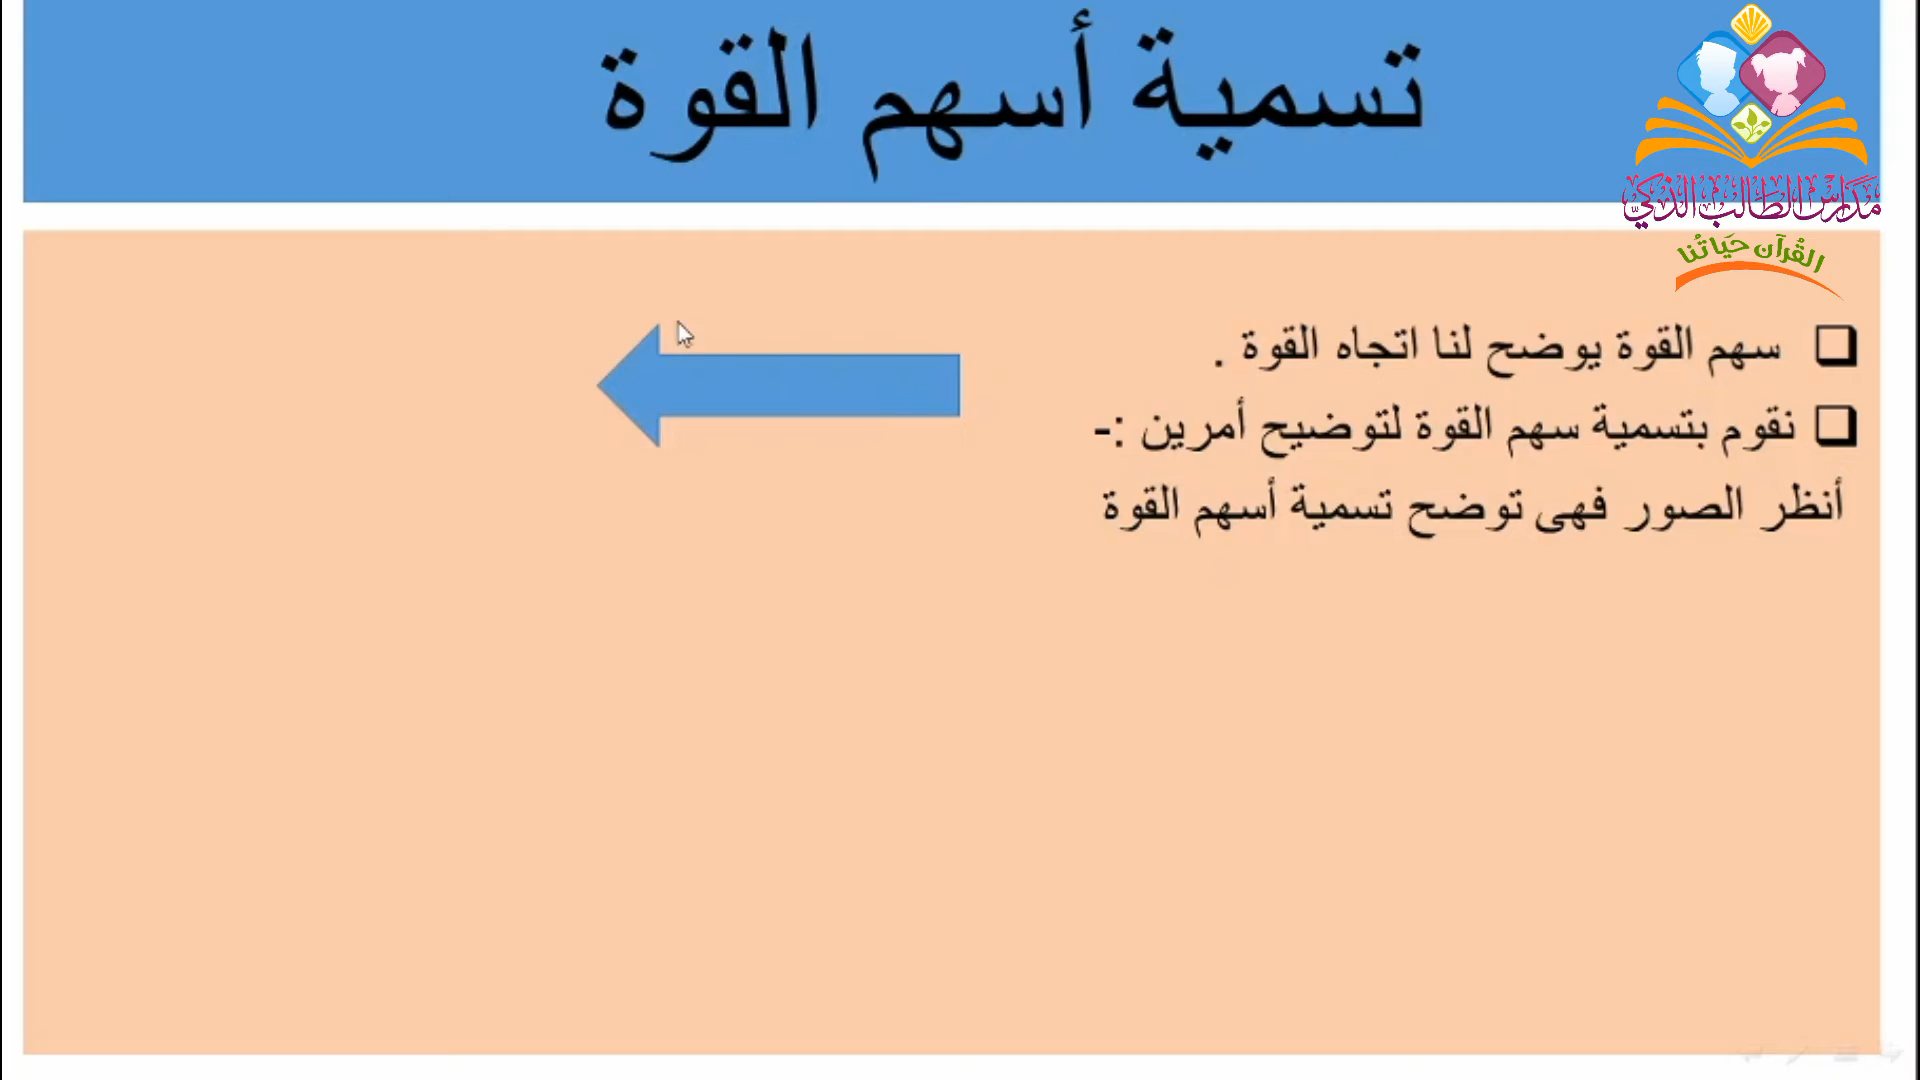 تسمية أسهم القوة
مدارس الطالب الذكي
القرآن حياتنا
سهم القوة يوضح لنا اتجاه القوة .
نقوم بتسمية سهم القوة لتوضيح أمرين :-
أنظر الصور فهى توضح تسمية أسهم القوة